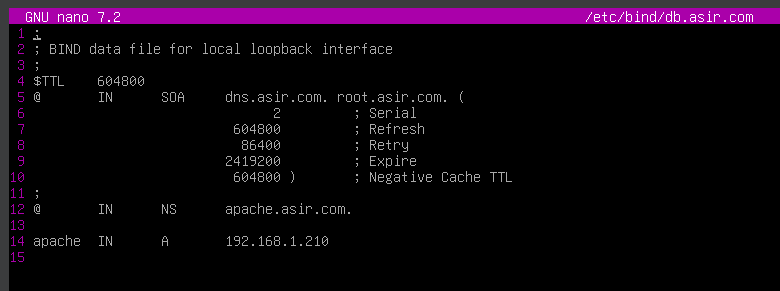 GNU nano 7.2 /etc/bind/db.asir.com
1 ;
2 ; BIND data file for local loopback interface
3 ;
4 $TTL 604800
5 @ IN SOA dns.asir.com. root.asir.com. (
6 2 ; Serial
7 604800 ; Refresh
8 86400 ; Retry
9 2419200 ; Expire
10 604800 ) ; Negative Cache TTL
11 ;
12 @ IN NS apache.asir.com.
13
14 apache IN A 192.168.1.210
15